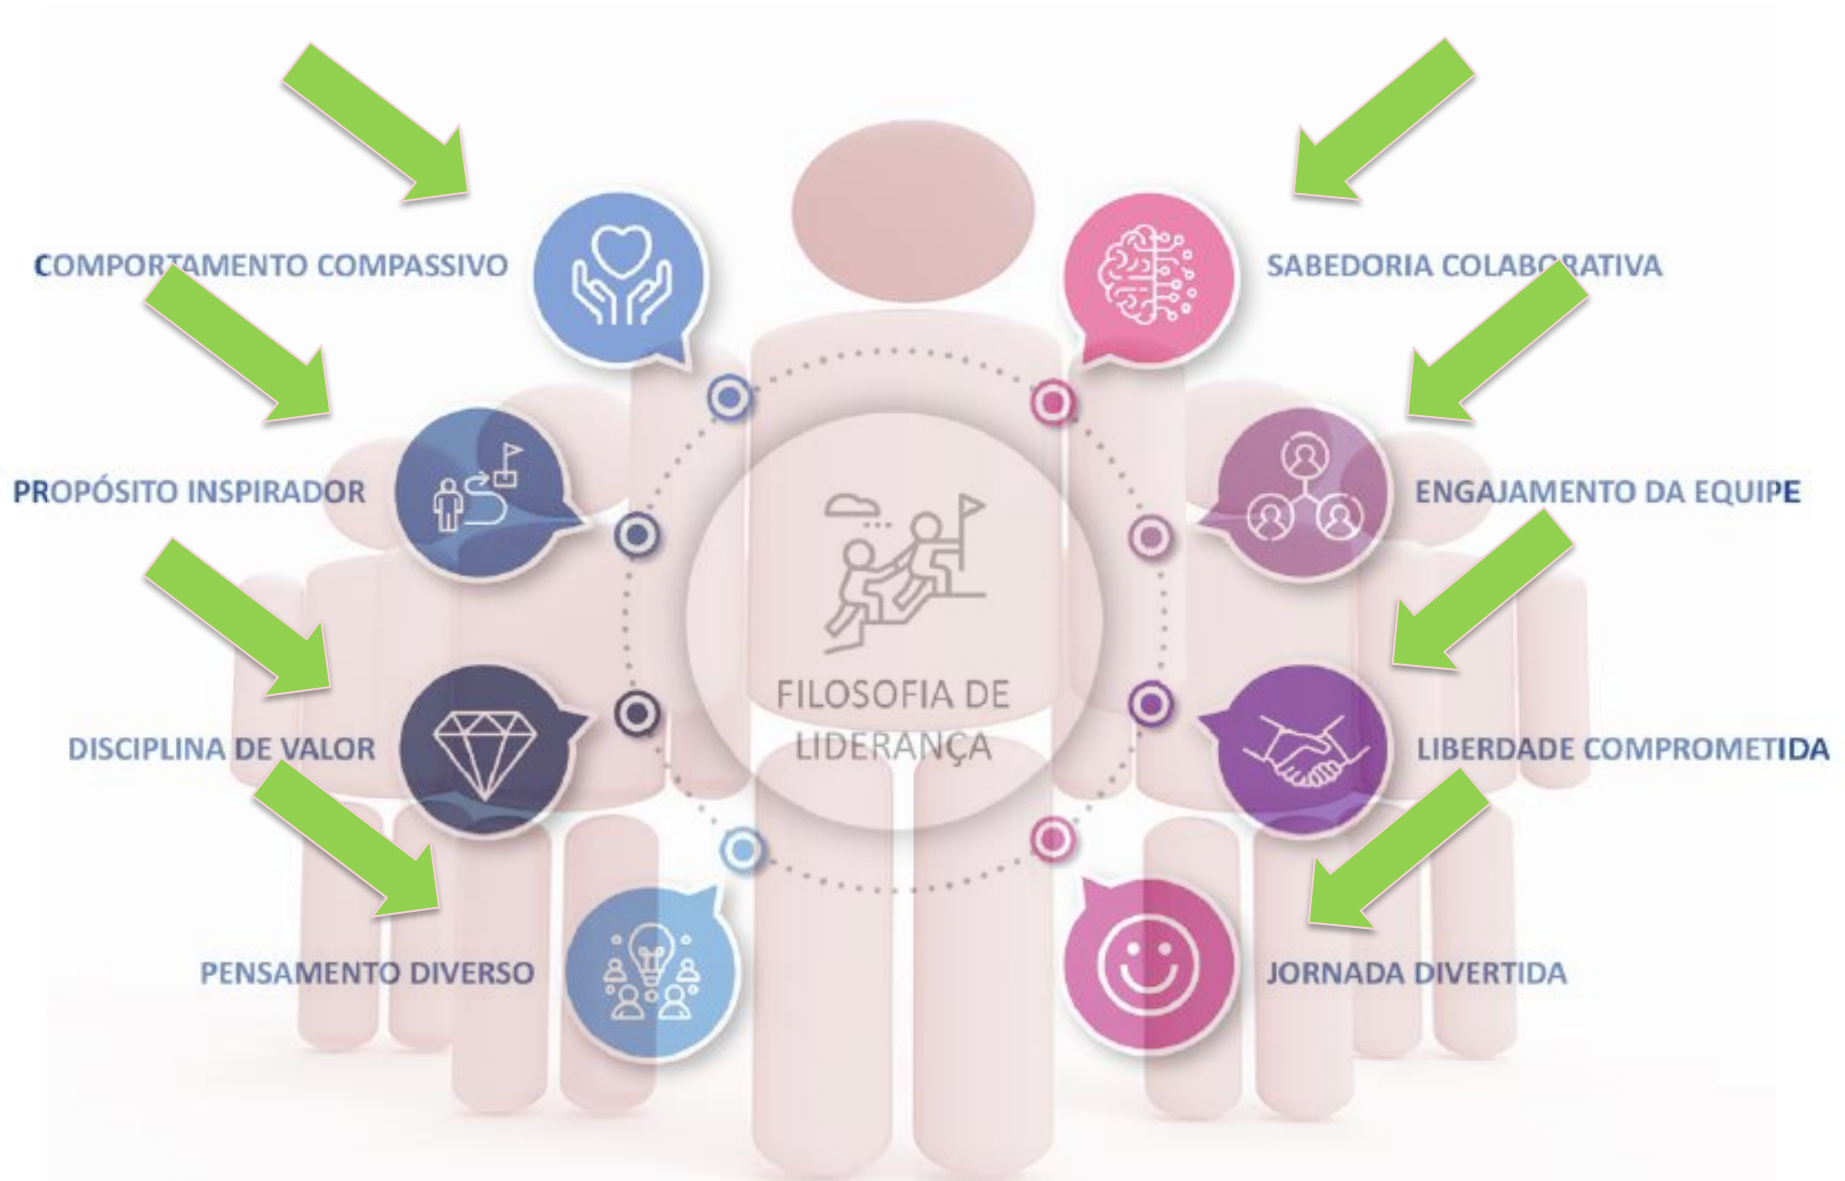 COMPORTAMENTO COMPASSIVO
SABEDORIA COLABORATIVA
PROPÓSITO INSPIRADOR
ENGAJAMENTO DA EQUIPE
FILOSOFIA DE
LIDERANÇA
DISCIPLINA DE VALOR
LIBERDADE COMPROMETIDA
PENSAMENTO DIVERSO
JORNADA DIVERTIDA